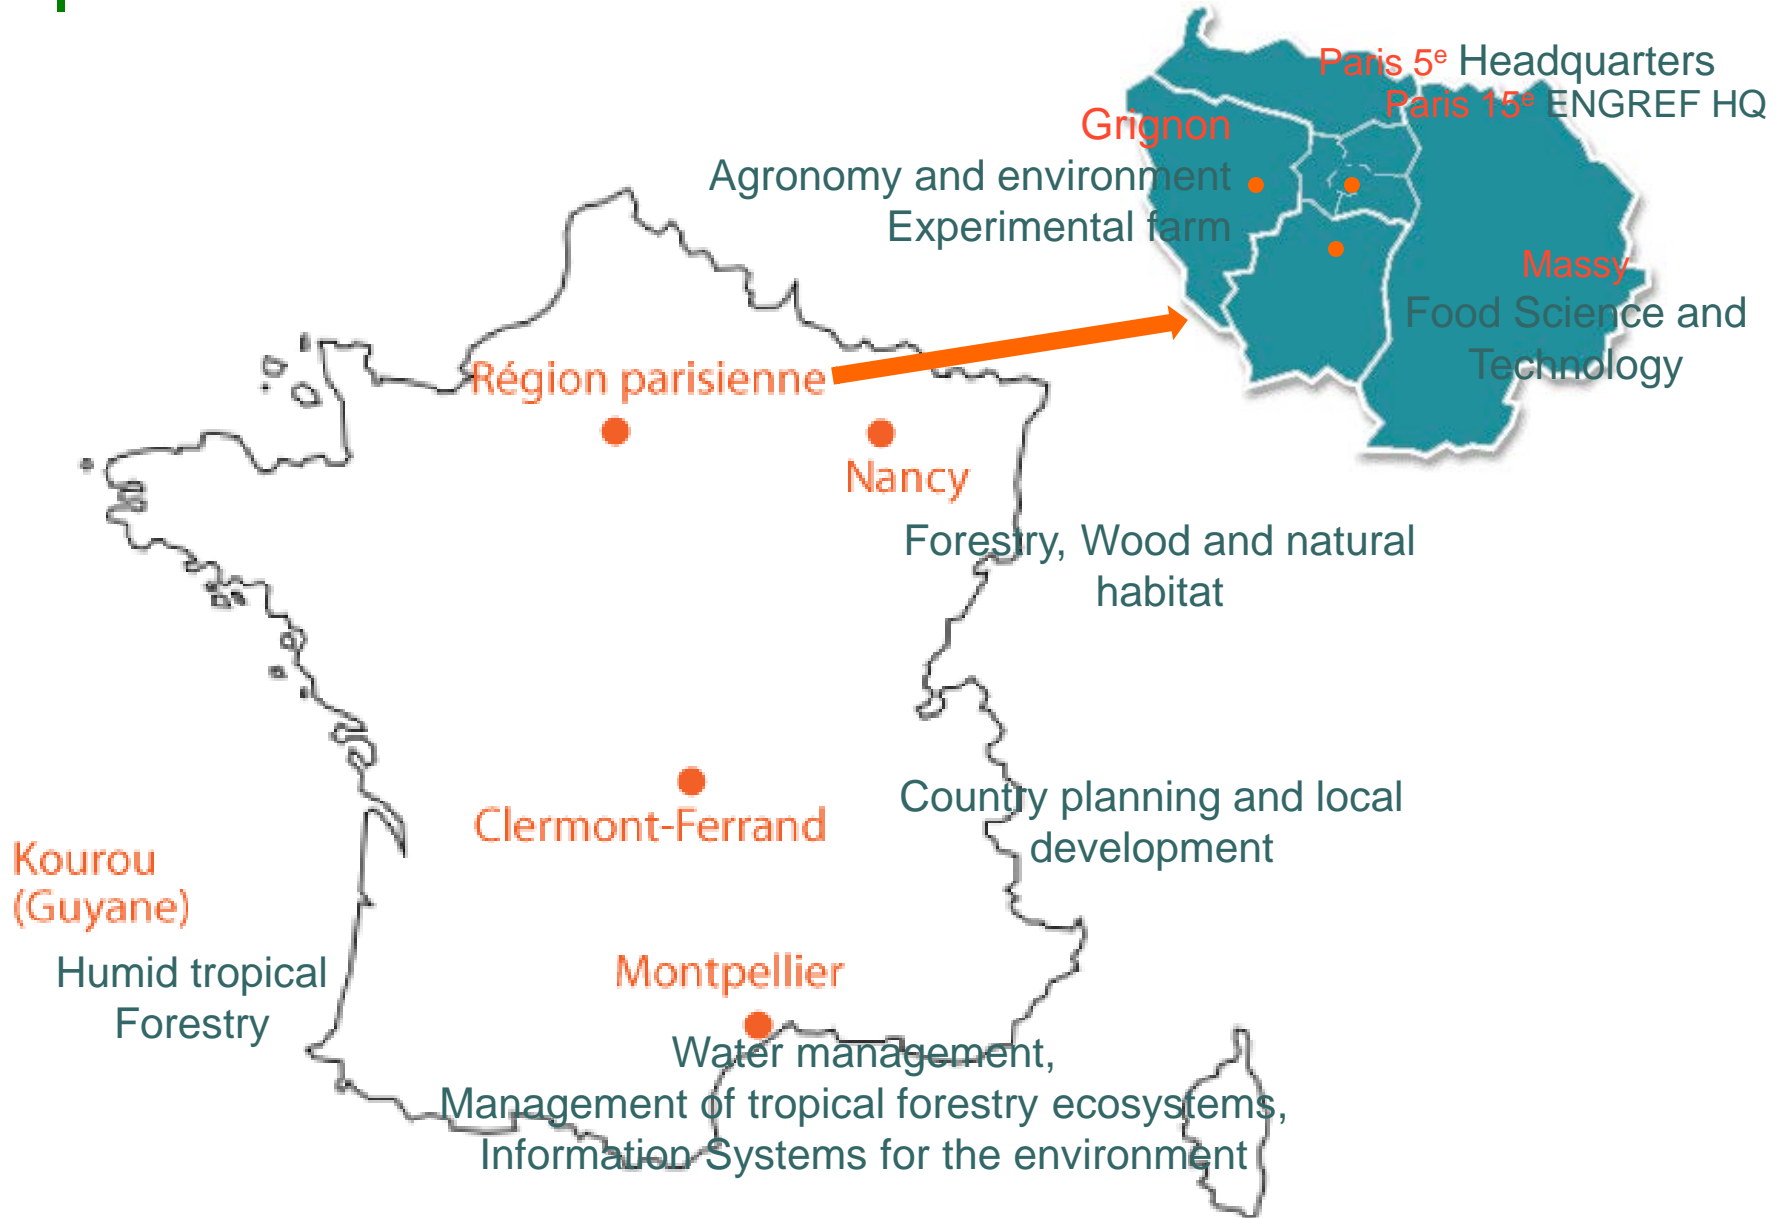 Paris 5e Headquarters
Paris 15e ENGREF HQ
Grignon
Agronomy and environment
Experimental farm
Massy
Food Science and
Technology
Région parisienne
Nancy
Forestry, Wood and natural
habitat
Clermont-Ferrand
Country planning and local
development
Kourou
(Guyane)
Humid tropical
Forestry
Montpellier
Water management,
Management of tropical forestry ecosystems,
Information Systems for the environment